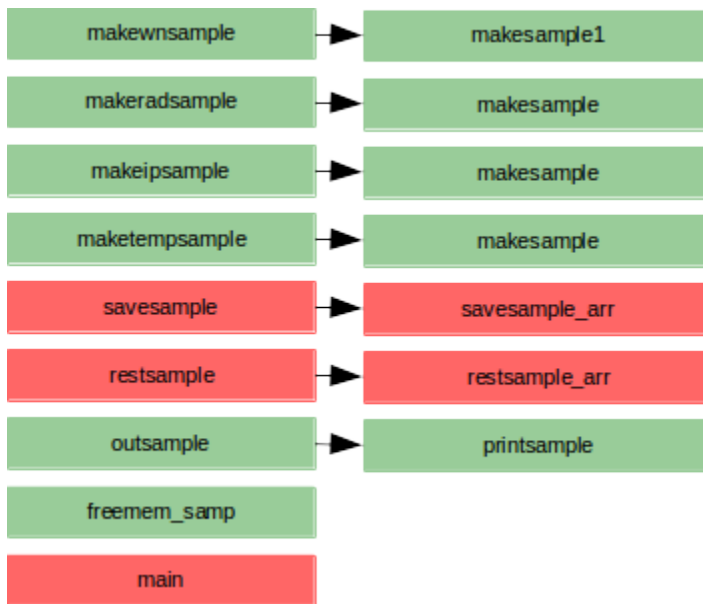 makewnsample
makesample1
makeradsample
makesample
makeipsample
makesample
maketempsample
makesample
savesample
savesample_arr
restsample
restsample_arr
outsample
printsample
freemem_samp
main